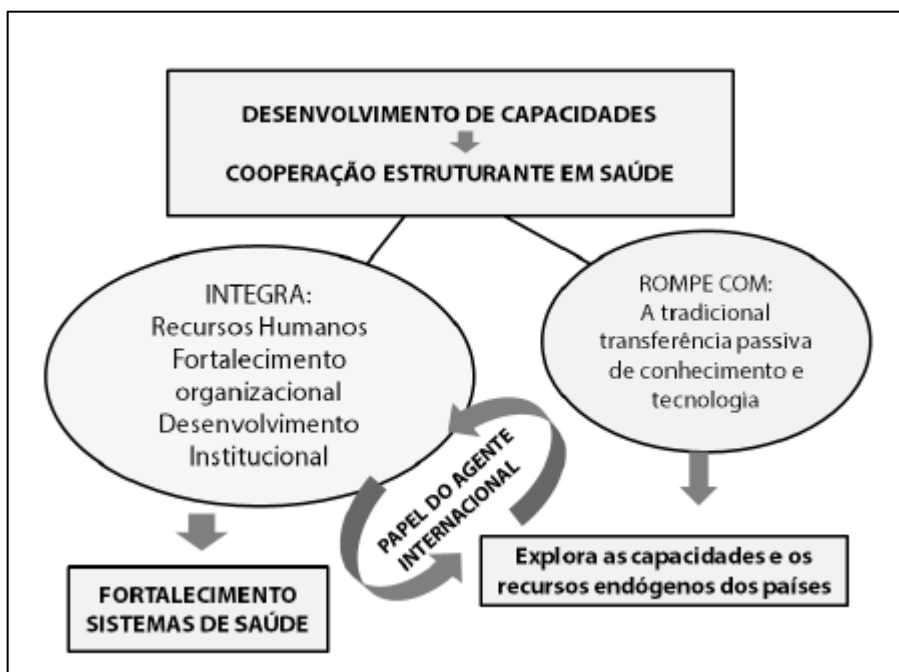 DESENVOLVIMENTO DE CAPACIDADES
COOPERAÇÃO ESTRUTURANTE EM SAÚDE
INTEGRA:
Recursos Humanos
Fortalecimento
organizacional
Desenvolvimento
Institucional
ROMPE COM:
A tradicional
transferência passiva
de conhecimento e
tecnologia
PAPEL DO AGENTE
INTERNACIONAL
FORTALECIMENTO
SISTEMAS DE SAÚDE
Explora as capacidades e os
recursos endógenos dos países